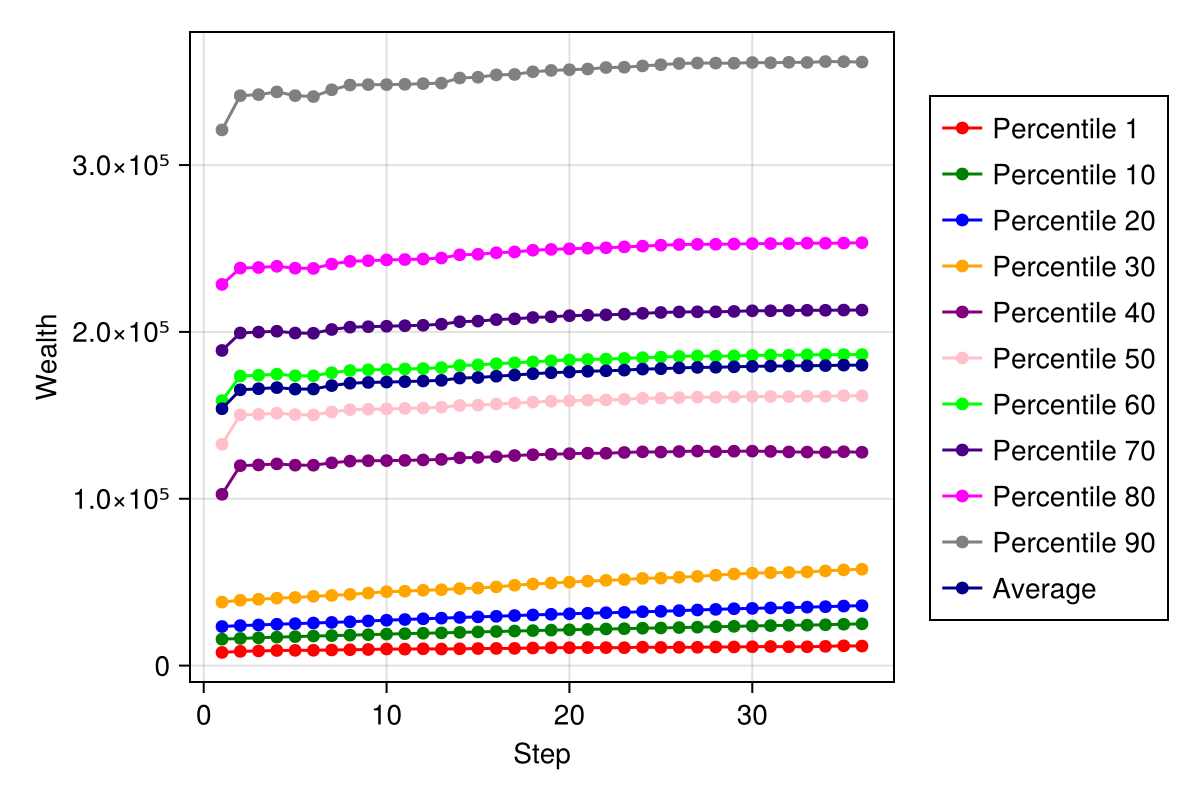 Wealth
3.0×10⁵
2.0×10⁵
1.0×10⁵
0
0 10 20 30
Step
Percentile 1
Percentile 10
Percentile 20
Percentile 30
Percentile 40
Percentile 50
Percentile 60
Percentile 70
Percentile 80
Percentile 90
Average